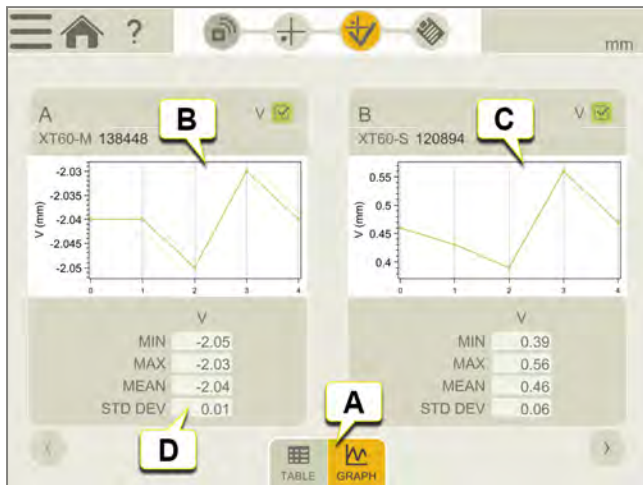 ?
mm
A
V
XT60-M 138448
B
V (mm)
-2.03
-2.04
-2.045
-2.05
0 1 2 3 4
V
MIN -2.05
MAX -2.03
MEAN -2.04
STD DEV 0.01
D
B
V
XT60-S 120894
C
V (mm)
0.55
0.5
0.45
0.4
0 1 2 3 4
V
MIN 0.39
MAX 0.56
MEAN 0.46
STD DEV 0.06
A
TABLE GRAPH